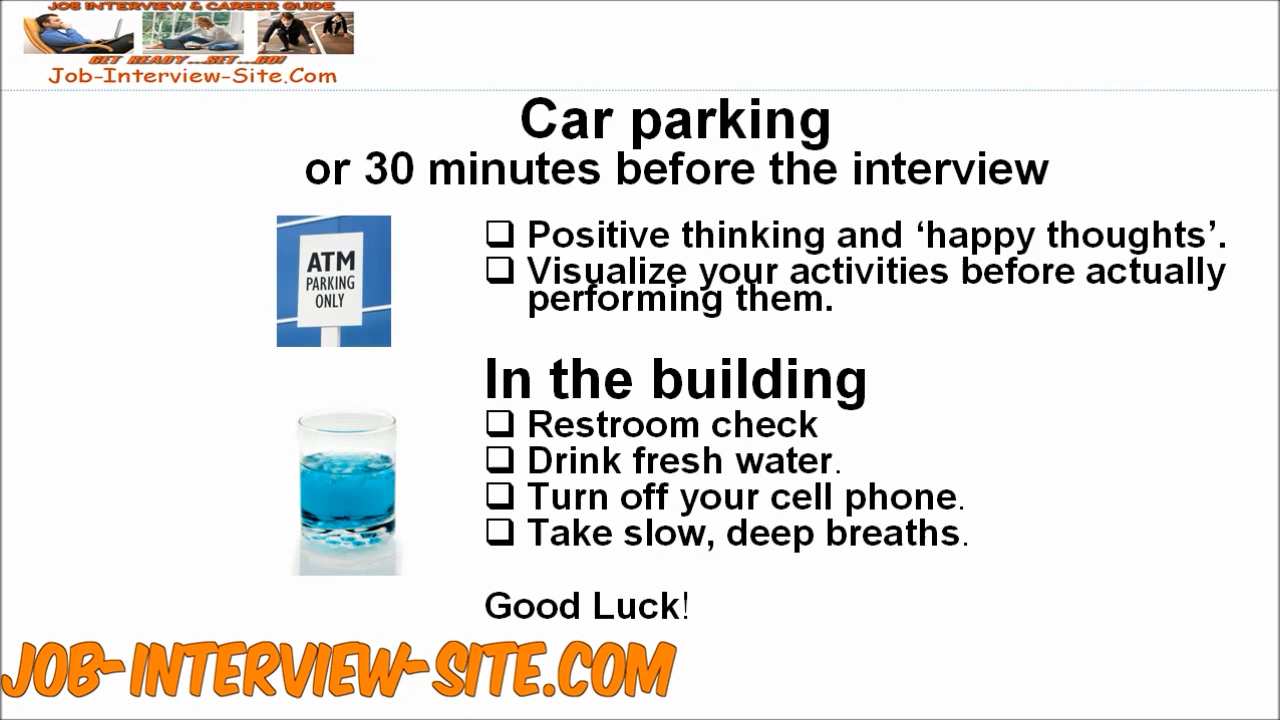 JOB INTERVIEW & CAREER GUIDE
GET READY...SET...GO!
Job-Interview-Site.Com
Car parking
or 30 minutes before the interview
ATM
PARKING
ONLY
❑ Positive thinking and ‘happy thoughts’.
❑ Visualize your activities before actually
performing them.
In the building
❑ Restroom check
❑ Drink fresh water.
❑ Turn off your cell phone.
❑ Take slow, deep breaths.
Good Luck!
JOB-INTERVIEW-SITE.COM